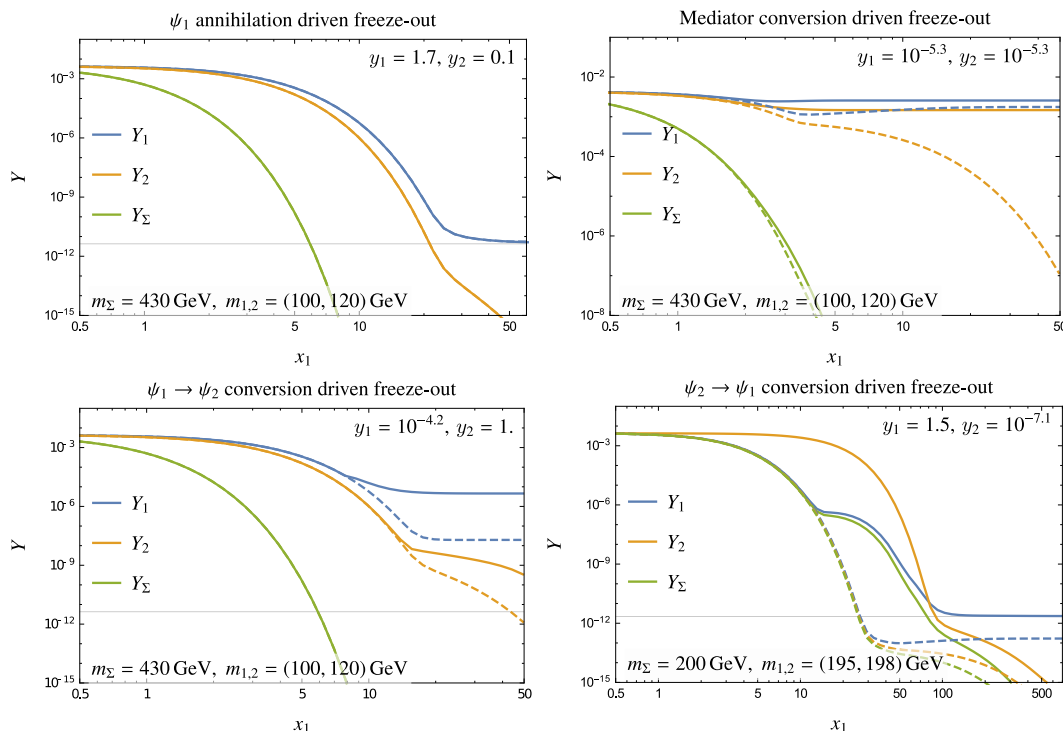 ψ₁ annihilation driven freeze-out
y₁ = 1.7, y₂ = 0.1
10⁻³
10⁻⁶
10⁻⁹
10⁻¹²
10⁻¹⁵
Y
Y₁
Y₂
Y_Σ
m_Σ = 430 GeV, m₁,₂ = (100, 120) GeV
0.5 1 5 10 50
x₁
Mediator conversion driven freeze-out
y₁ = 10⁻⁵·³, y₂ = 10⁻⁵·³
10⁻²
10⁻⁴
10⁻⁶
10⁻⁸
Y
Y₁
Y₂
Y_Σ
m_Σ = 430 GeV, m₁,₂ = (100, 120) GeV
0.5 1 5 10 50
x₁
ψ₁ → ψ₂ conversion driven freeze-out
y₁ = 10⁻⁴·², y₂ = 1.
10⁻³
10⁻⁶
10⁻⁹
10⁻¹²
10⁻¹⁵
Y
Y₁
Y₂
Y_Σ
m_Σ = 430 GeV, m₁,₂ = (100, 120) GeV
0.5 1 5 10 50
x₁
ψ₂ → ψ₁ conversion driven freeze-out
y₁ = 1.5, y₂ = 10⁻⁷·¹
10⁻³
10⁻⁶
10⁻⁹
10⁻¹²
10⁻¹⁵
Y
Y₁
Y₂
Y_Σ
m_Σ = 200 GeV, m₁,₂ = (195, 198) GeV
0.5 1 5 10 50 100 500
x₁